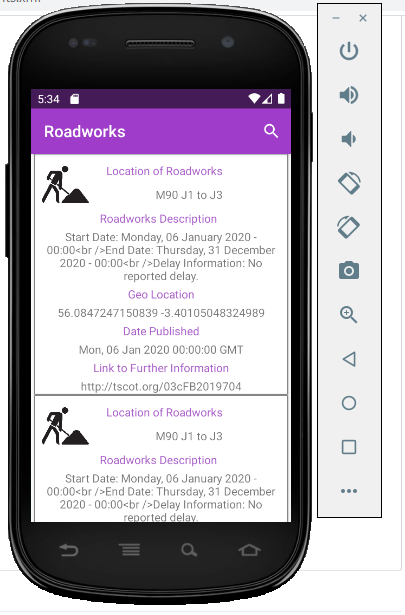 5:34
Roadworks
Location of Roadworks
M90 J1 to J3
Roadworks Description
Start Date: Monday, 06 January 2020 -
00:00<br />End Date: Thursday, 31 December
2020 - 00:00<br />Delay Information: No
reported delay.
Geo Location
56.0847247150839 -3.40105048324989
Date Published
Mon, 06 Jan 2020 00:00:00 GMT
Link to Further Information
http://tscot.org/03cFB2019704
Location of Roadworks
M90 J1 to J3
Roadworks Description
Start Date: Monday, 06 January 2020 -
00:00<br />End Date: Thursday, 31 December
2020 - 00:00<br />Delay Information: No
reported delay.